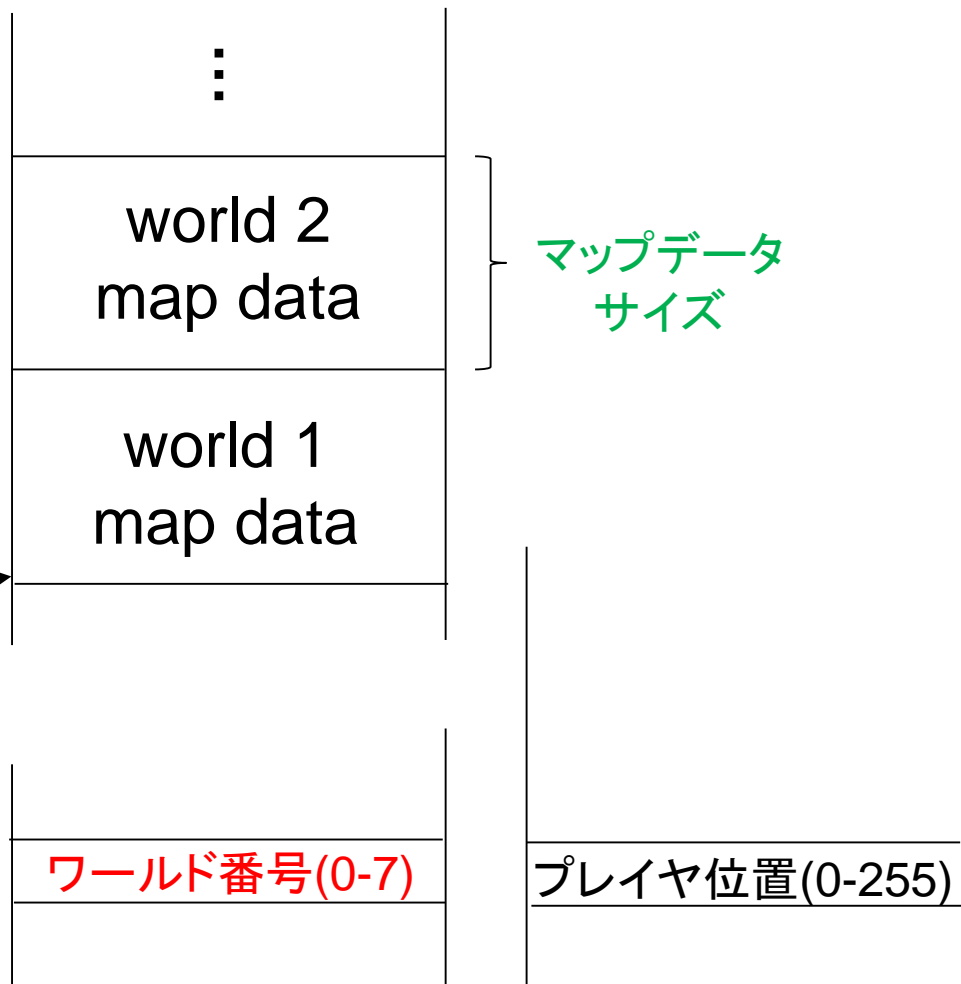 ⋮
world 2
map data
マップデータ
サイズ
world 1
map data
ワールド番号(0-7)
プレイヤ位置(0-255)